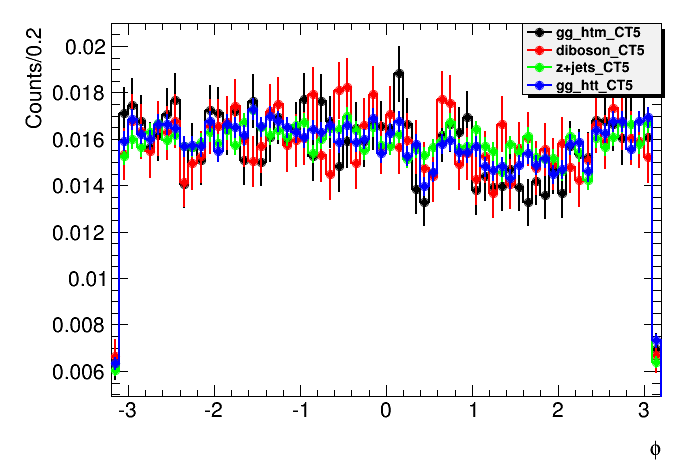 Counts/0.2
0.02
0.018
0.016
0.014
0.012
0.01
0.008
0.006
gg_htm_CT5
diboson_CT5
z+jets_CT5
gg_htt_CT5
-3 -2 -1 0 1 2 3
ϕ